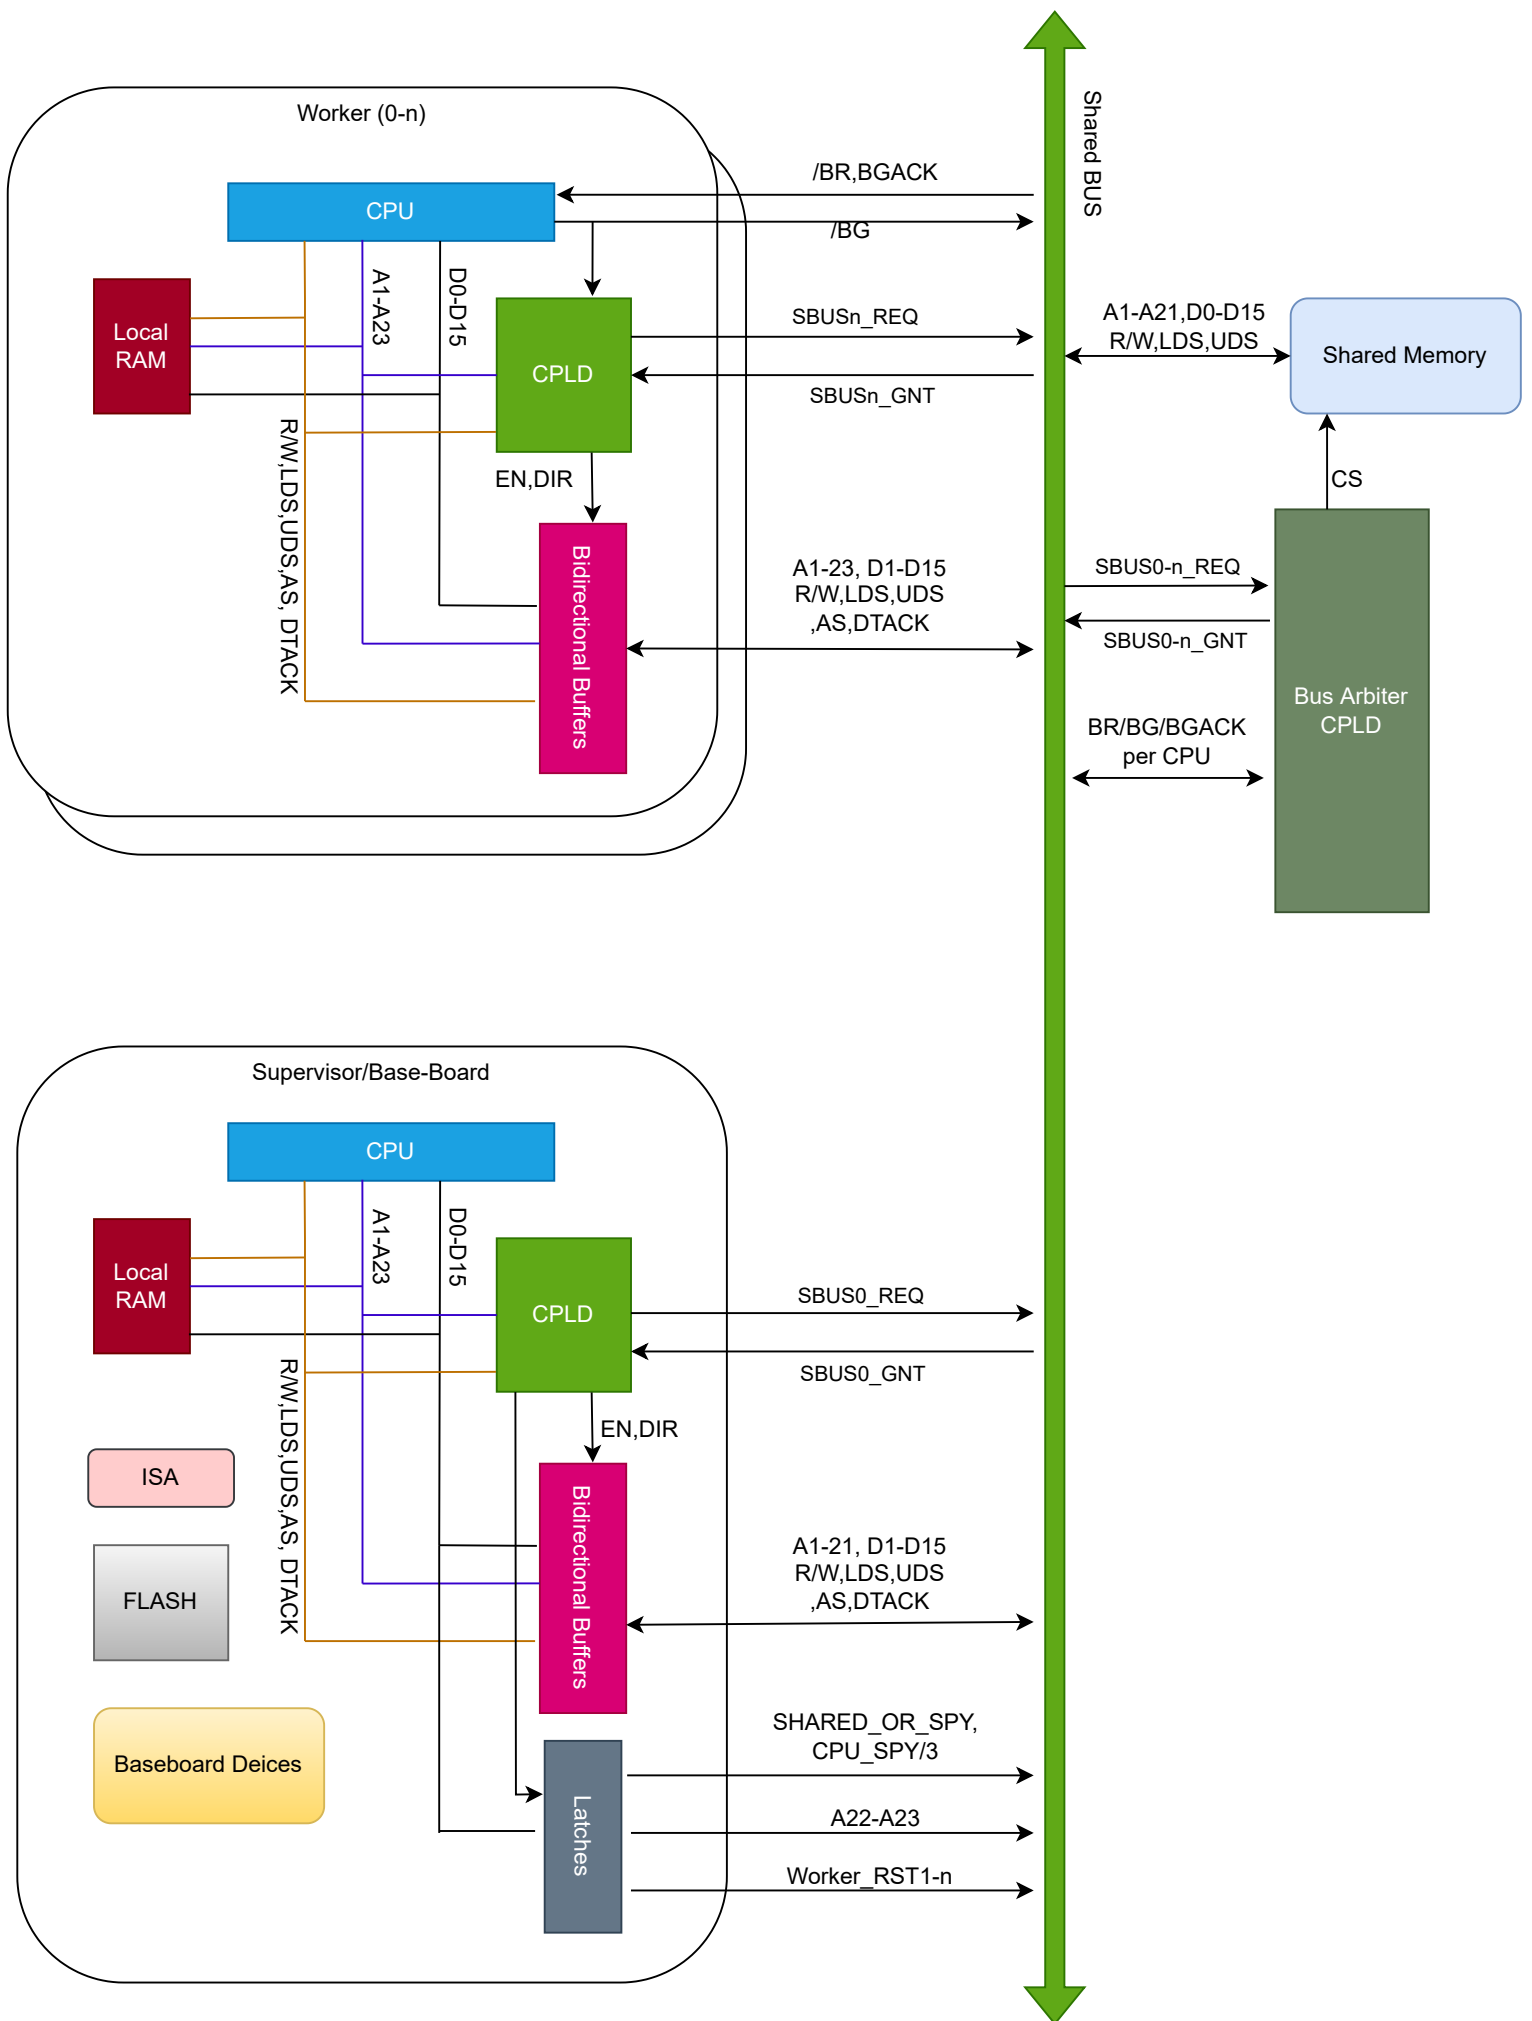 Worker (0-n)
CPU
Local
RAM
A1-A23
D0-D15
R/W,LDS,UDS,AS, DTACK
CPLD
EN,DIR
Bidirectional Buffers
/BR,BGACK
/BG
SBUSn_REQ
SBUSn_GNT
A1-23, D1-D15
R/W,LDS,UDS
,AS,DTACK
Shared BUS
A1-A21,D0-D15
R/W,LDS,UDS
Shared Memory
CS
SBUS0-n_REQ
SBUS0-n_GNT
BR/BG/BGACK
per CPU
Bus Arbiter
CPLD
Supervisor/Base-Board
CPU
Local
RAM
A1-A23
D0-D15
R/W,LDS,UDS,AS, DTACK
CPLD
EN,DIR
Bidirectional Buffers
ISA
FLASH
Baseboard Deices
Latches
SBUS0_REQ
SBUS0_GNT
A1-21, D1-D15
R/W,LDS,UDS
,AS,DTACK
SHARED_OR_SPY,
CPU_SPY/3
A22-A23
Worker_RST1-n